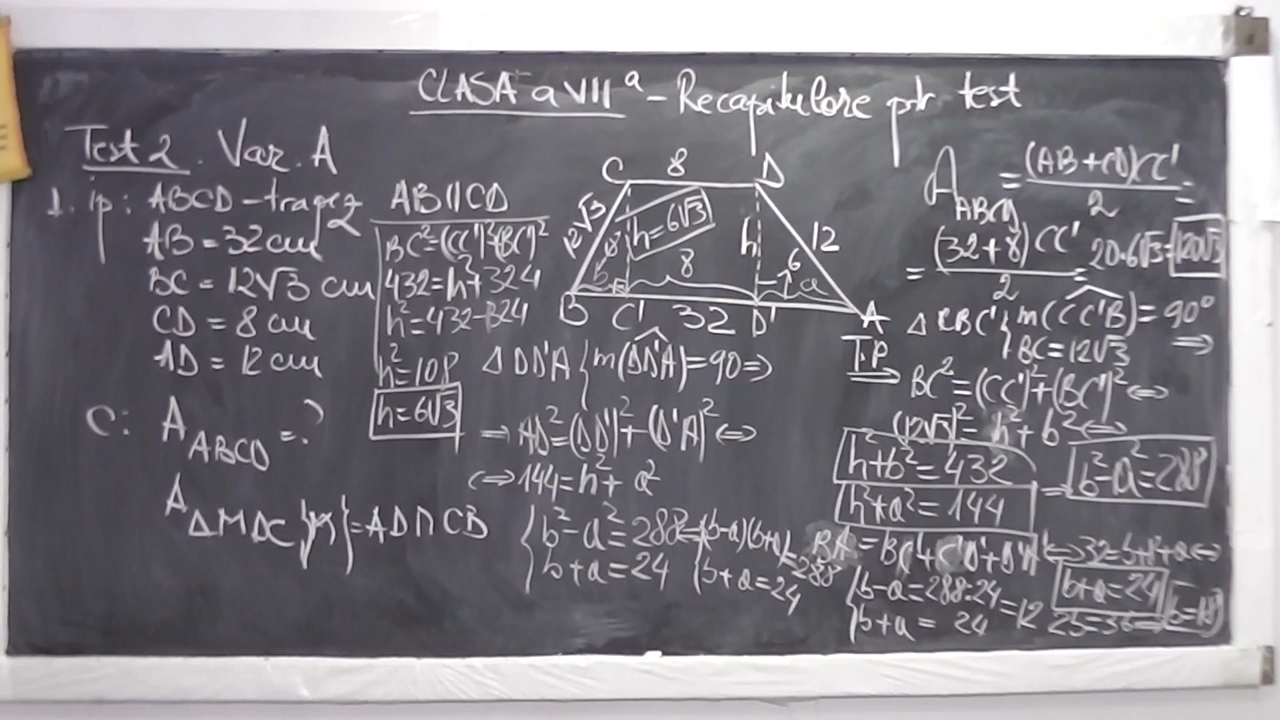 CLASA a VII a - Recapitulare ptr test
Test 2. Var. A
1. ip: ABCD - trapez AB||CD
AB = 32 cm
BC = 12√3 cm
CD = 8 cm
AD = 12 cm
C: A ABCD = ?
A ΔMDC {M} = AD∩CB
BC² = (CC')² + (BC')²
432 = h² + 324
h² = 432 - 324
h² = 108
h = 6√3
C 8 D
12√3 h = 6√3 h 12
8 6
b a
B C' 32 D' A
ΔDD'A { m(DD'A) = 90 ⇒
T.P.
⇒ AD² = (DD')² + (D'A)² ⇔
⇔ 144 = h² + a²
{ b² - a² = 288
b + a = 24
(b-a)(b+a) = 288
b + a = 24
A ABCD = (AB + CD) CC' / 2 =
= (32 + 8) CC' / 2 = 20·6√3 = 120√3
Δ CBC' { m(CC'B) = 90°
BC = 12√3 ⇒
BC² = (CC')² + (BC')² ⇔
(12√3)² = h² + b² ⇔
h² + b² = 432
h² + a² = 144
b² - a² = 288
BA = BC' + C'D' + D'A ⇔ 32 = b + 8 + a ⇔
b + a = 24
{ b - a = 288:24 = 12
b + a = 24
2b = 36 ⇒ b = 18